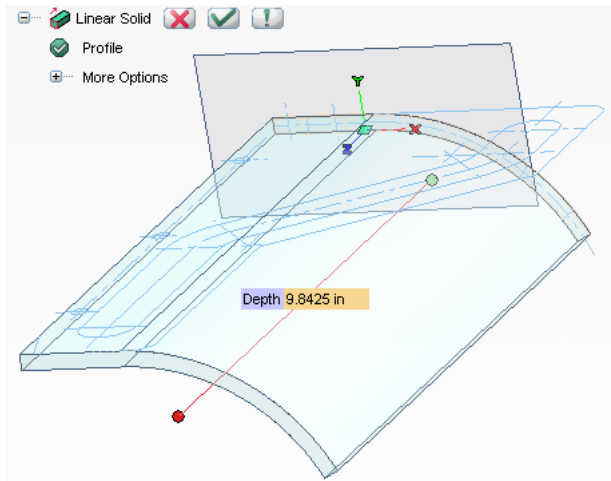 Linear Solid
Profile
More Options
Y
X
Z
Depth 9.8425 in